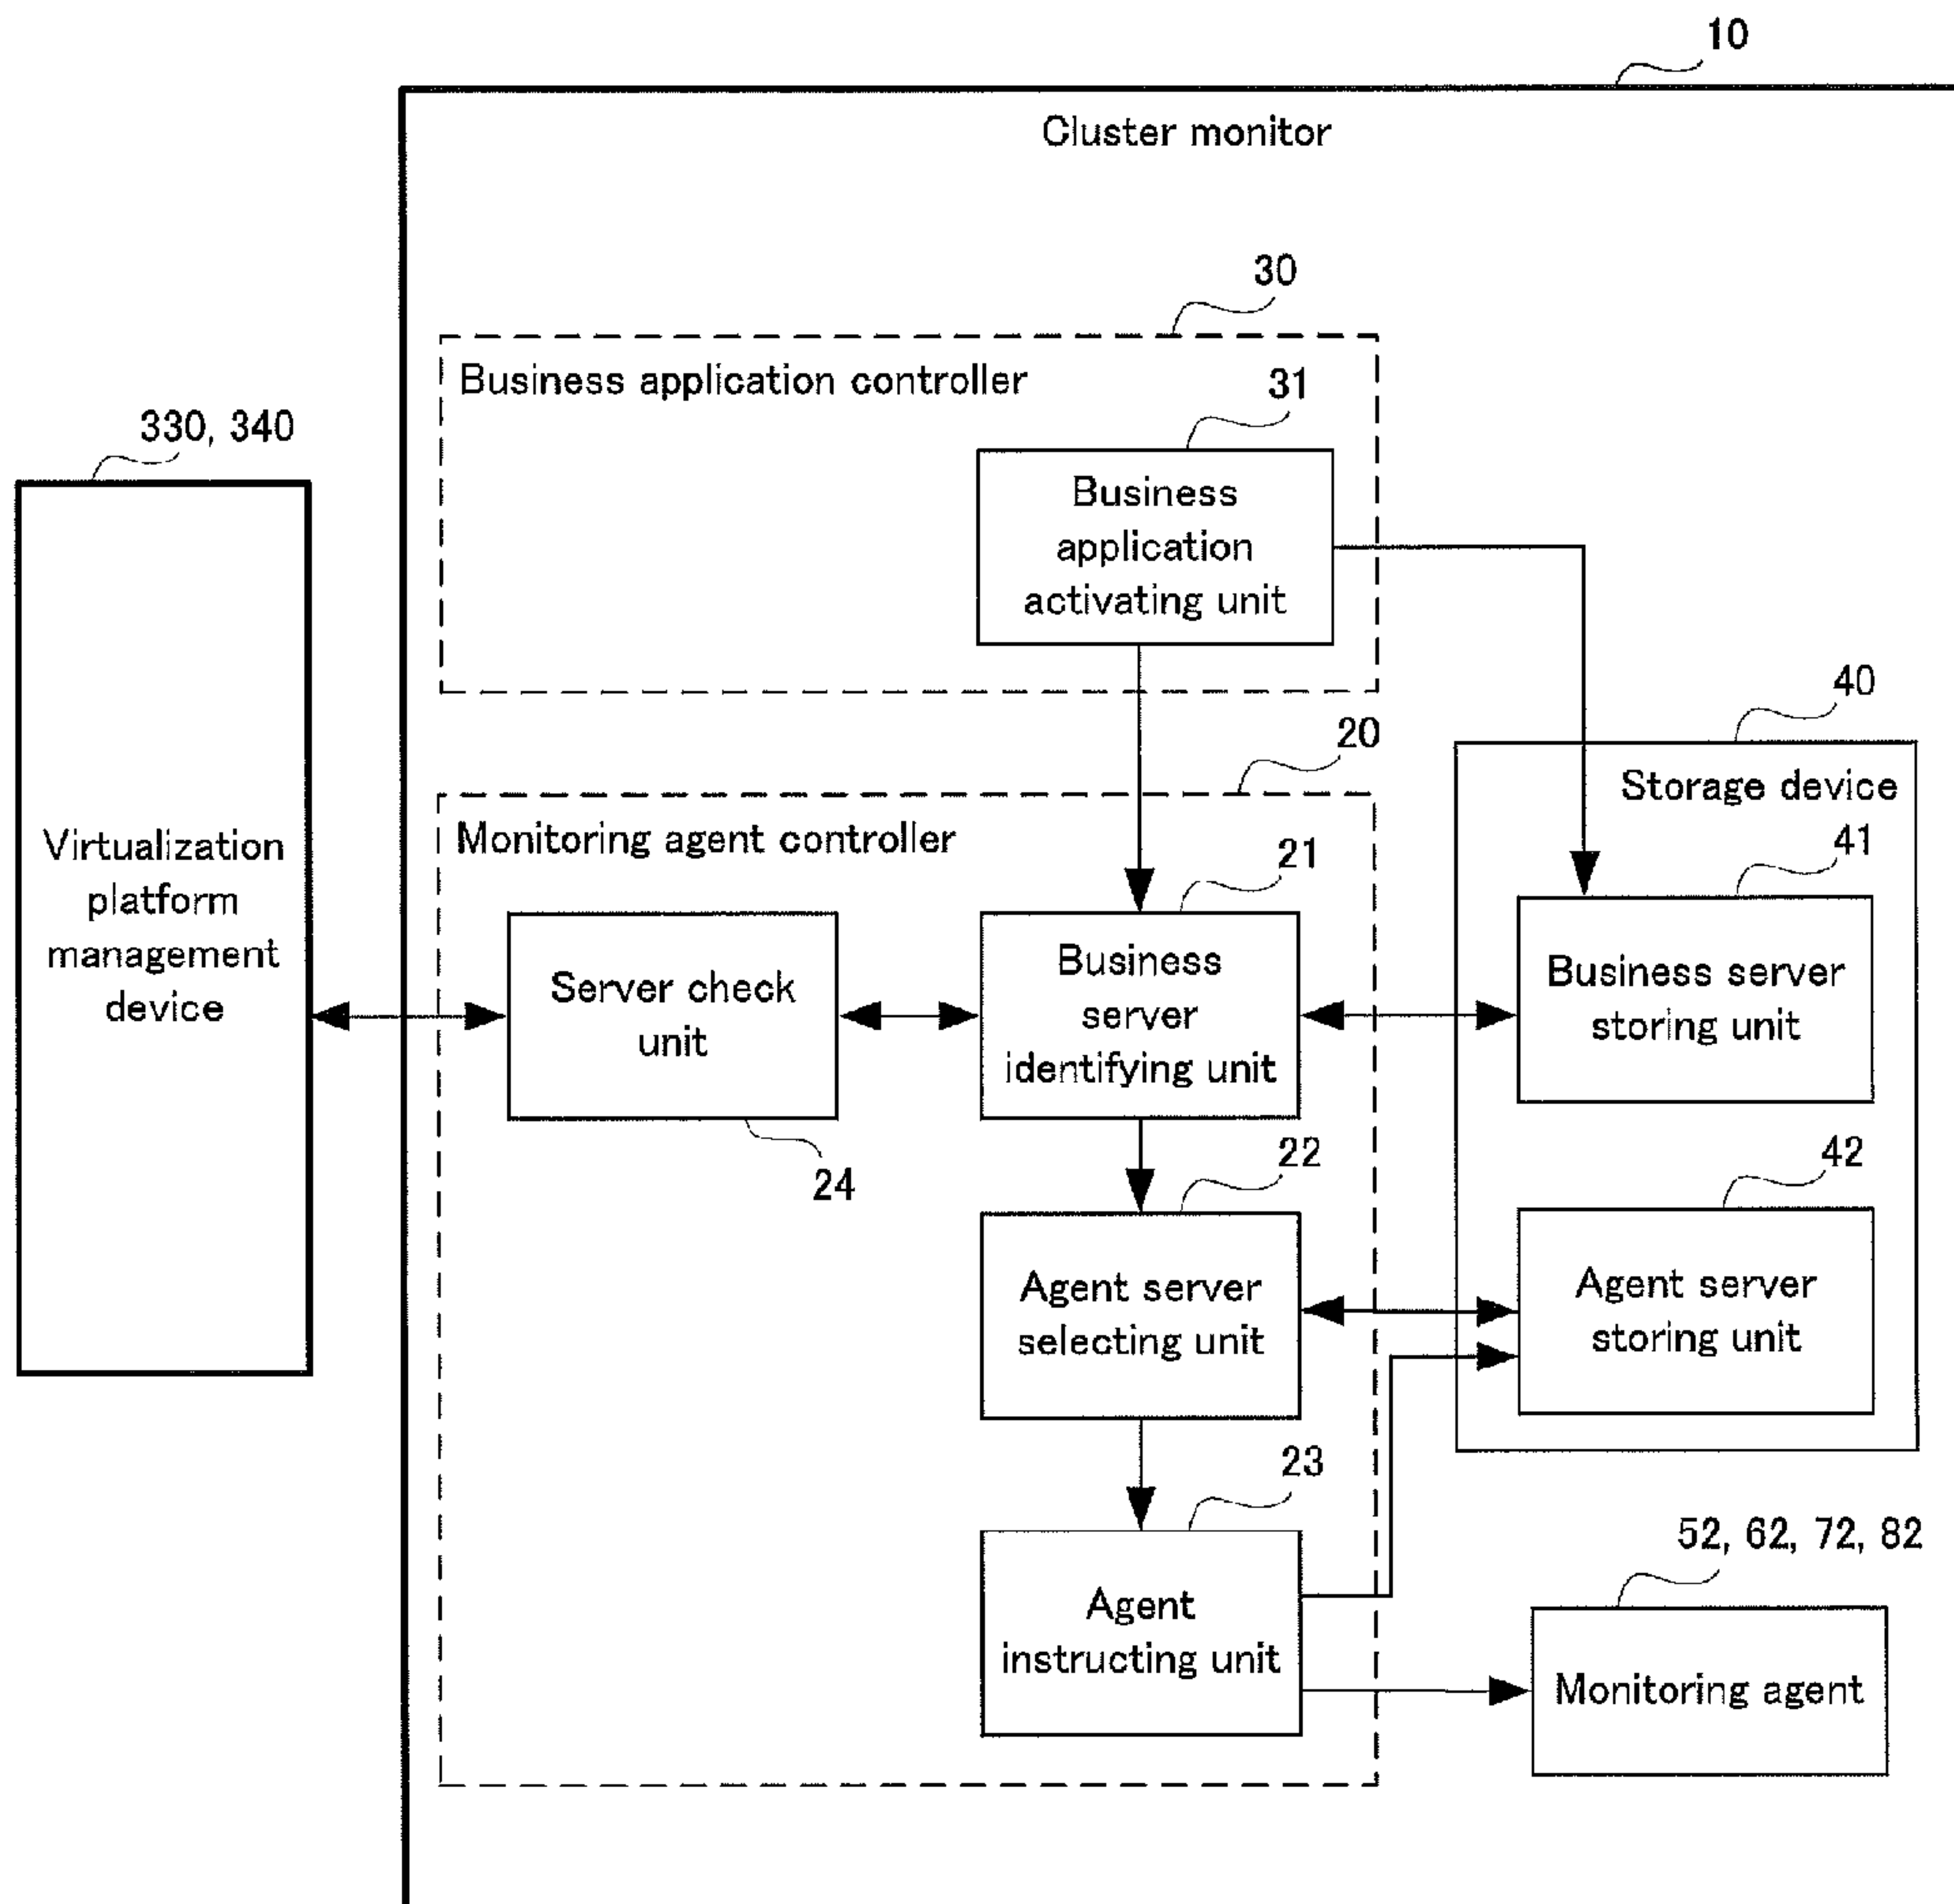 10
Cluster monitor
30
Business application controller
31
330, 340
Business
application
activating unit
40
20
Storage device
Monitoring agent controller
21
41
Virtualization
platform
management
device
Server check
unit
Business
server
identifying unit
Business server
storing unit
24
22
42
Agent server
selecting unit
Agent server
storing unit
23
52, 62, 72, 82
Agent
instructing unit
Monitoring agent